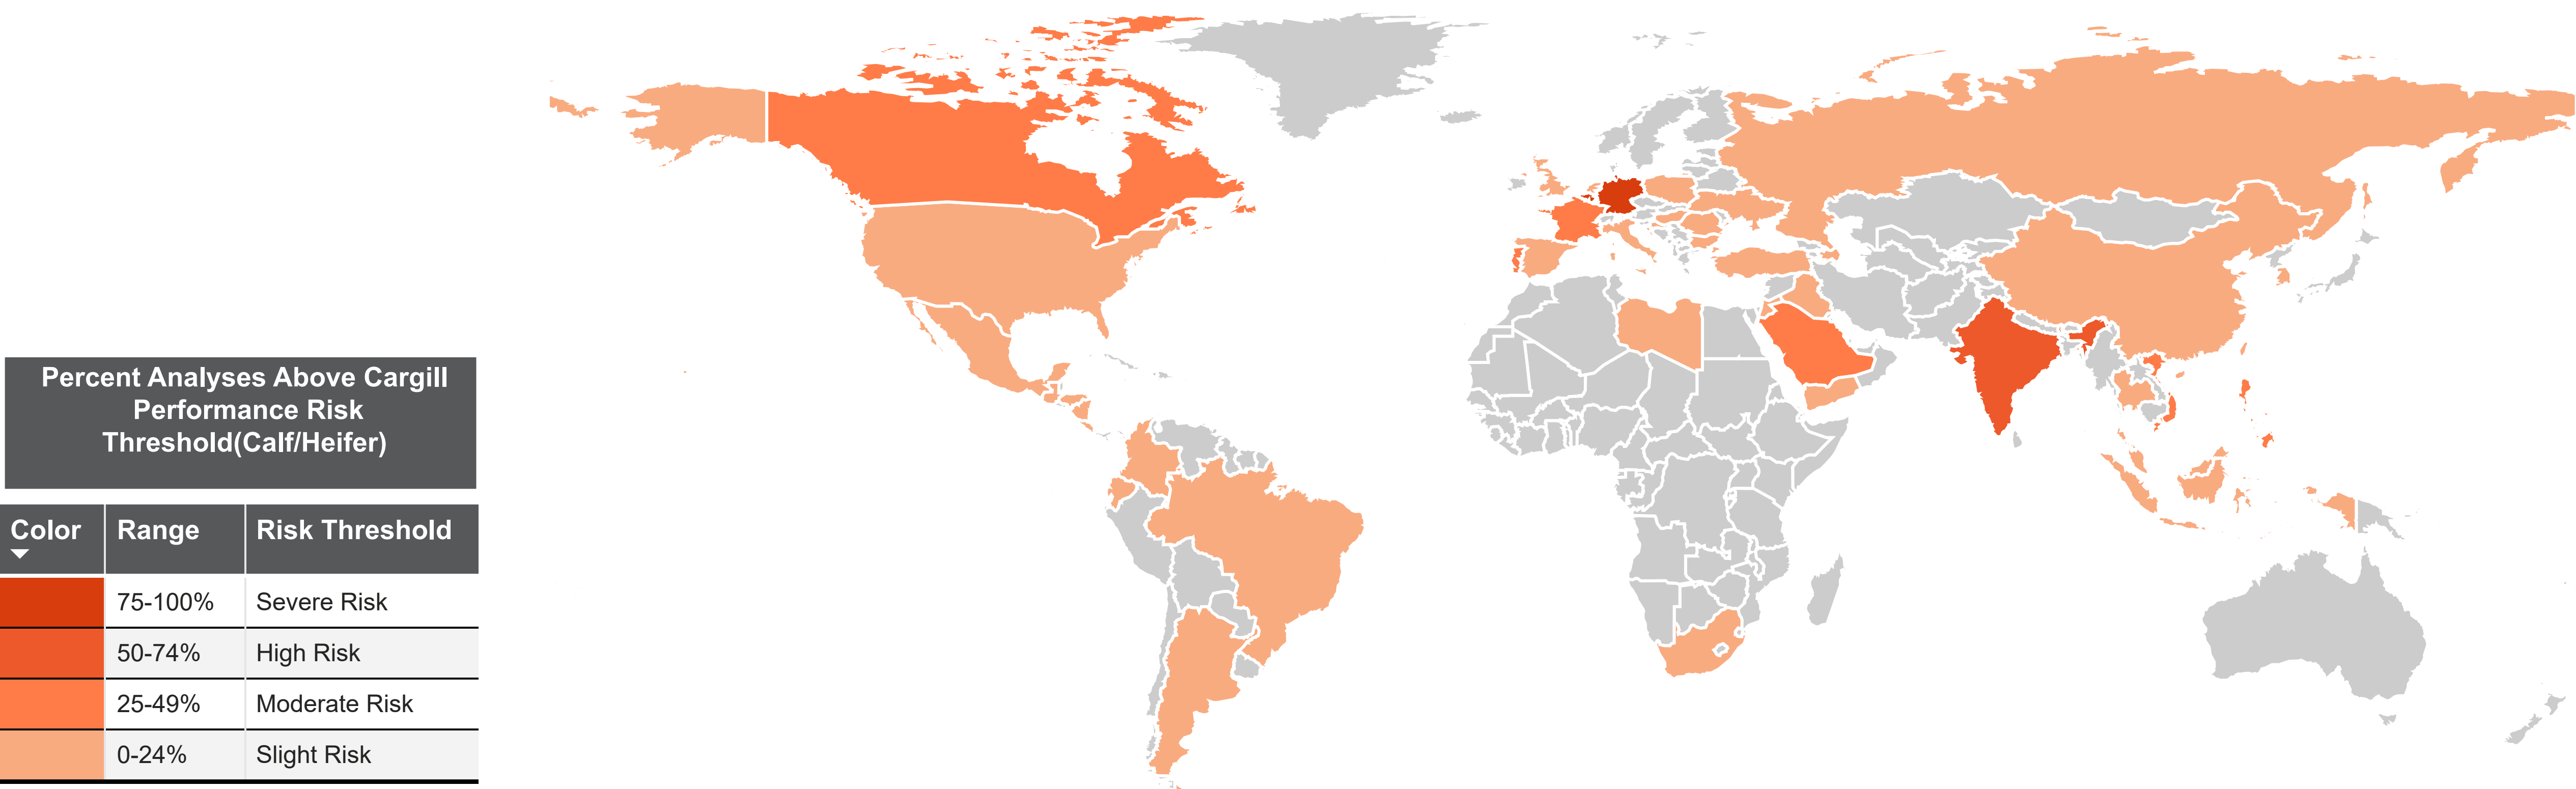 Percent Analyses Above Cargill
Performance Risk
Threshold(Calf/Heifer)
Color Range Risk Threshold
75-100% Severe Risk
50-74% High Risk
25-49% Moderate Risk
0-24% Slight Risk